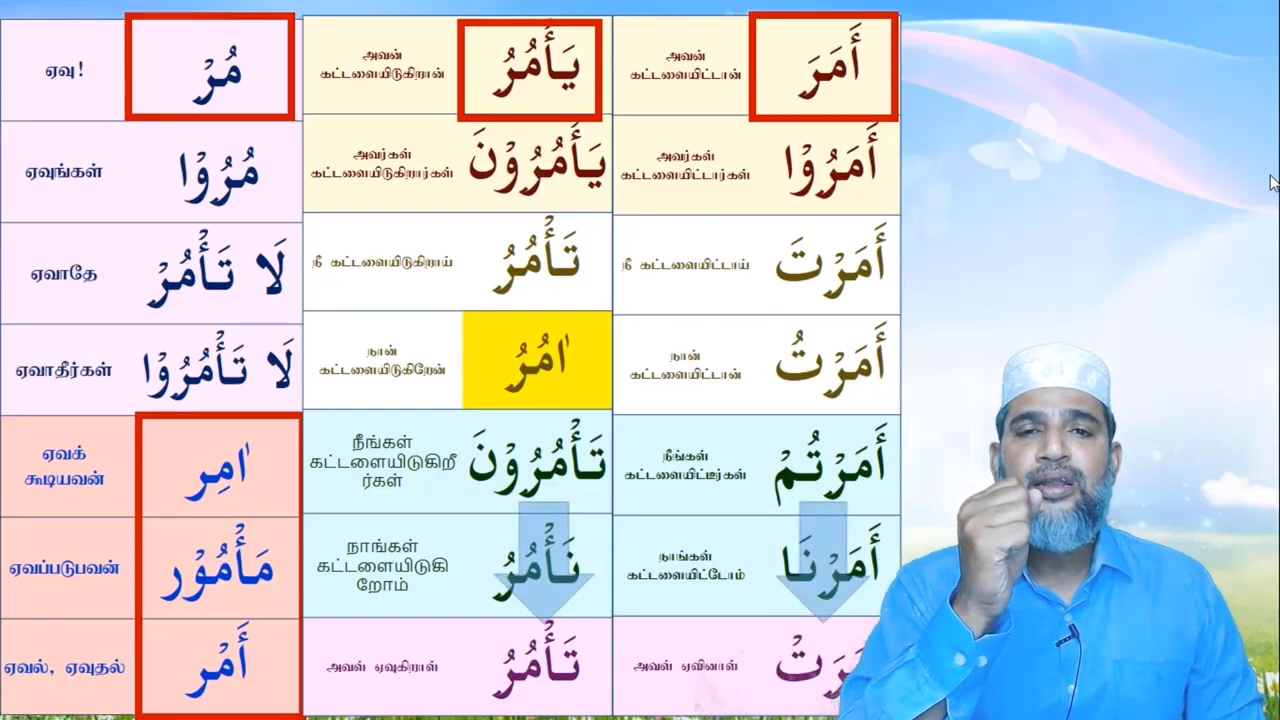 ஏவு!
مُرْ
அவன்
கட்டளையிடுகிறான்
يَأْمُرُ
அவன்
கட்டளையிட்டான்
أَمَرَ
ஏவுங்கள்
مُرُوْا
அவர்கள்
கட்டளையிடுகிறார்கள்
يَأْمُرُوْنَ
அவர்கள்
கட்டளையிட்டார்கள்
أَمَرُوْا
ஏவாதே
لَا تَأْمُرْ
நீ கட்டளையிடுகிறாய்
تَأْمُرُ
நீ கட்டளையிட்டாய்
أَمَرْتَ
ஏவாதீர்கள்
لَا تَأْمُرُوْا
நான்
கட்டளையிடுகிறேன்
اٰمُرُ
நான்
கட்டளையிட்டான்
أَمَرْتُ
ஏவக்
கூடியவன்
اٰمِر
நீங்கள்
கட்டளையிடுகிறீ
ர்கள்
تَأْمُرُوْنَ
நீங்கள்
கட்டளையிட்டீர்கள்
أَمَرْتُمْ
ஏவப்படுபவன்
مَأْمُوْر
நாங்கள்
கட்டளையிடுகி
றோம்
نَأْمُرُ
நாங்கள்
கட்டளையிட்டோம்
أَمَرْنَا
ஏவல், ஏவுதல்
أَمْر
அவள் ஏவுகிறாள்
تَأْمُرُ
அவள் ஏவினாள்